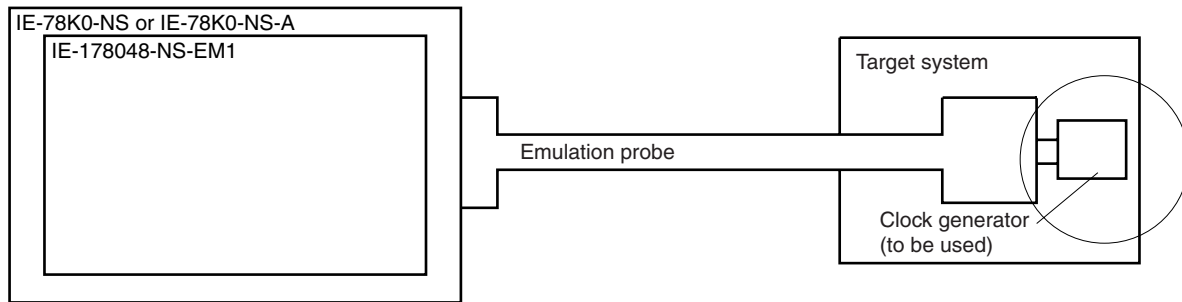 IE-78K0-NS or IE-78K0-NS-A
IE-178048-NS-EM1
Target system
Emulation probe
Clock generator
(to be used)